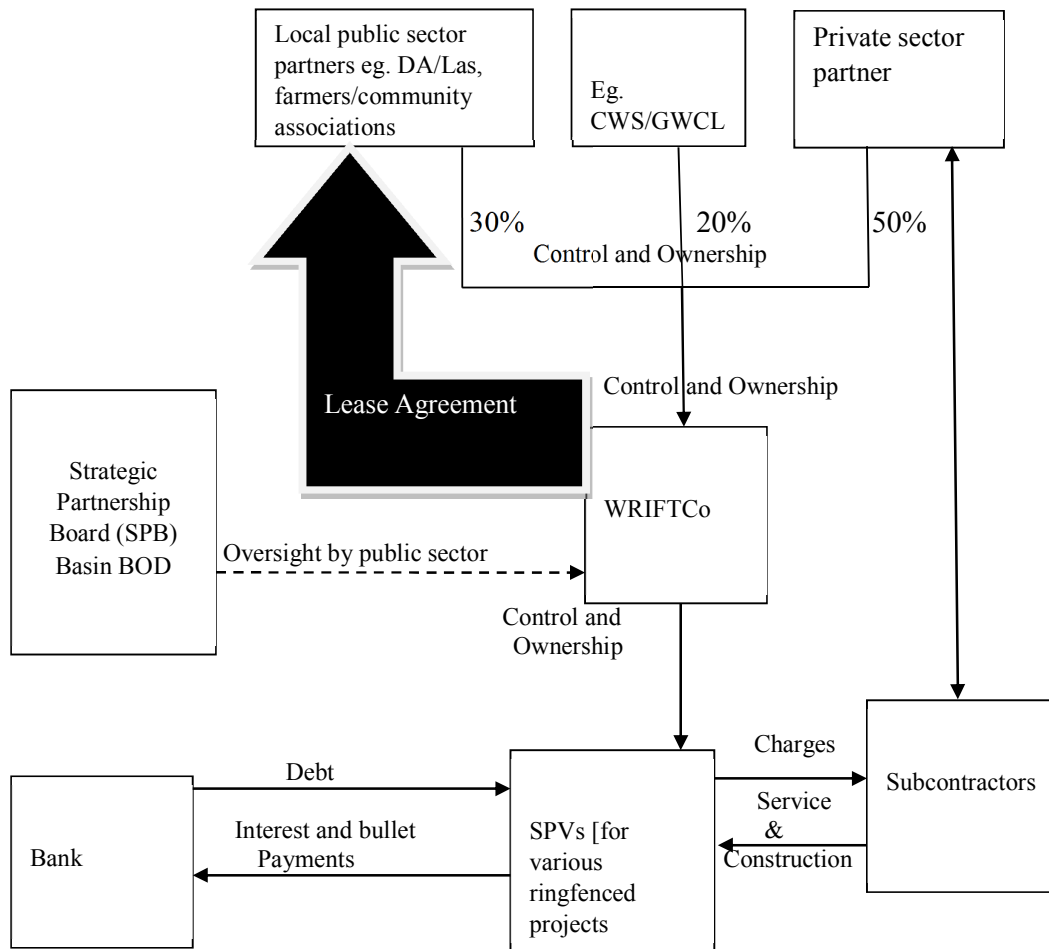 Local public sector
partners eg. DA/Las,
farmers/community
associations
Eg.
CWS/GWCL
Private sector
partner
30%
20%
50%
Control and Ownership
Control and Ownership
Lease Agreement
Strategic
Partnership
Board (SPB)
Basin BOD
Oversight by public sector
WRIFTCo
Control and
Ownership
Debt
Interest and bullet
Payments
Bank
SPVs [for
various
ringfenced
projects
Charges
Service
&
Construction
Subcontractors